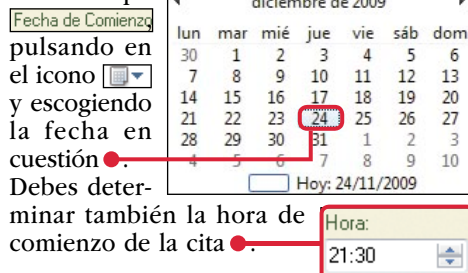 Fecha de Comienzo
pulsando en
el icono
y escogiendo
la fecha en
cuestión .
Debes deter-
minar también la hora de
comienzo de la cita .
diciembre de 2009
lun mar mié jue vie sáb dom
30 1 2 3 4 5 6
7 8 9 10 11 12 13
14 15 16 17 18 19 20
21 22 23 24 25 26 27
28 29 30 31 1 2 3
4 5 6 7 8 9 10
Hoy: 24/11/2009
Hora:
21:30